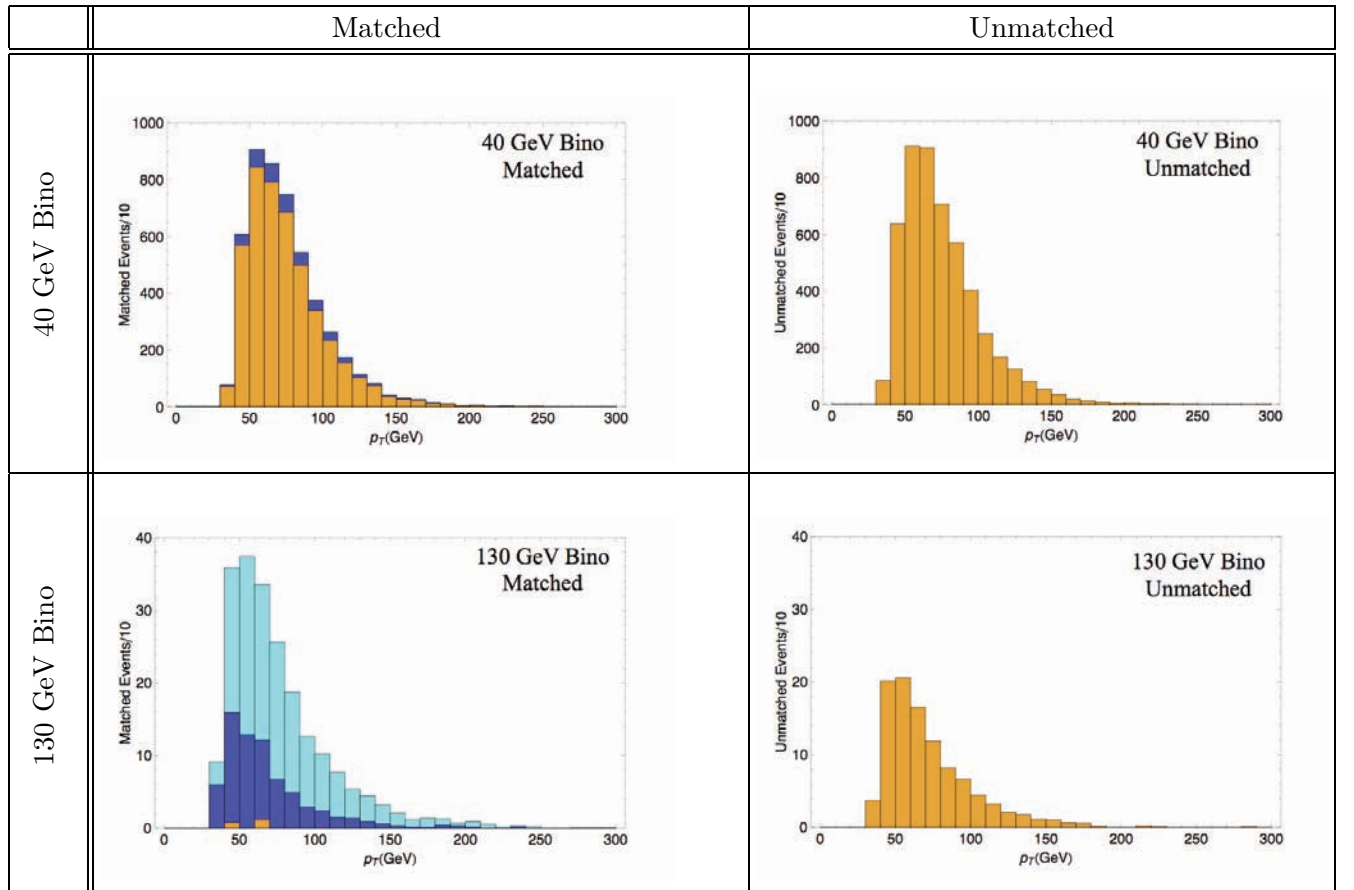 Matched
Unmatched
40 GeV Bino
40 GeV Bino
Matched
Matched Events/10
1000
800
600
400
200
0
0 50 100 150 200 250 300
pT(GeV)
40 GeV Bino
Unmatched
Unmatched Events/10
1000
800
600
400
200
0
0 50 100 150 200 250 300
pT(GeV)
130 GeV Bino
130 GeV Bino
Matched
Matched Events/10
40
30
20
10
0
0 50 100 150 200 250 300
pT(GeV)
130 GeV Bino
Unmatched
Unmatched Events/10
40
30
20
10
0
0 50 100 150 200 250 300
pT(GeV)